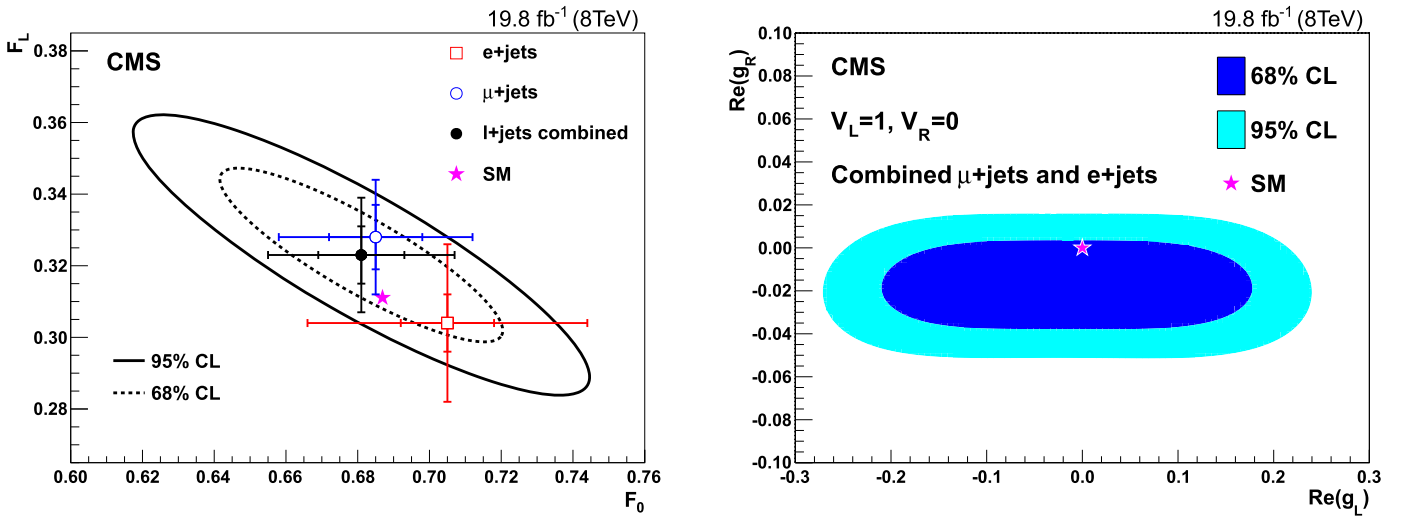 19.8 fb⁻¹ (8TeV)
F_L
CMS
e+jets
μ+jets
l+jets combined
SM
0.38
0.36
0.34
0.32
0.30
0.28
95% CL
68% CL
0.60 0.62 0.64 0.66 0.68 0.70 0.72 0.74 0.76
F₀
19.8 fb⁻¹ (8TeV)
Re(g_R)
CMS
68% CL
V_L=1, V_R=0
95% CL
Combined μ+jets and e+jets
SM
0.10
0.08
0.06
0.04
0.02
0.00
-0.02
-0.04
-0.06
-0.08
-0.10
-0.3 -0.2 -0.1 0.0 0.1 0.2 0.3
Re(g_L)